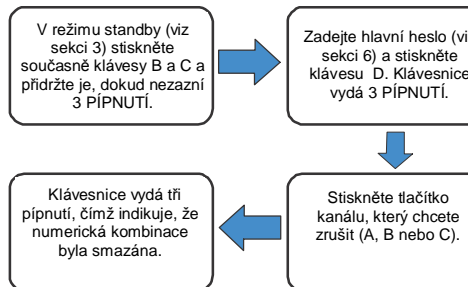 V režimu standby (viz
sekci 3) stiskněte
současně klávesy B a C a
přidržte je, dokud nezazní
3 PÍPNUTÍ.
Zadejte hlavní heslo (vi
sekci 6) a stiskněte
klávesu D. Klávesnice
vydá 3 PÍPNUTÍ.
Stiskněte tlačítko
kanálu, který chcete
zrušit (A, B nebo C).
Klávesnice vydá tři
pípnutí, čímž indikuje, že
numerická kombinace
byla smazána.